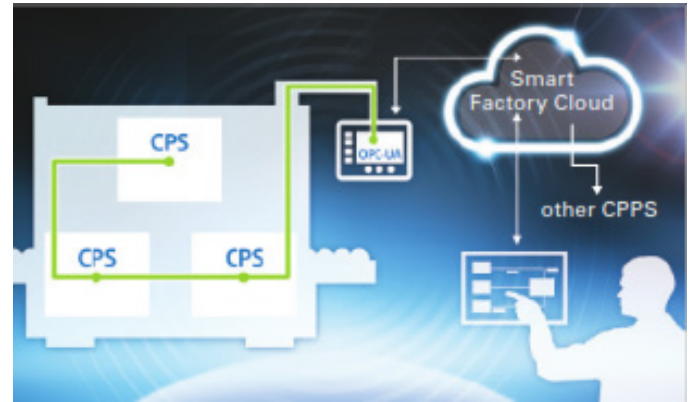 CPS
CPS
CPS
OPC-UA
Smart
Factory Cloud
other CPPS